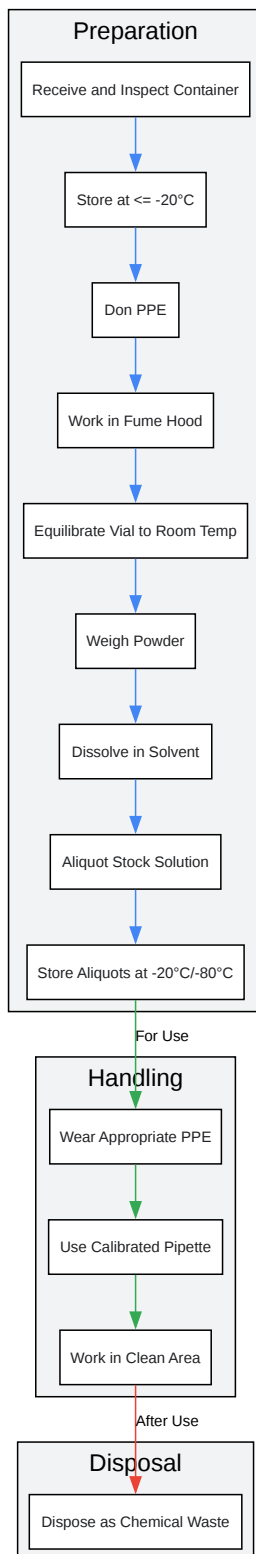 Preparation
Receive and Inspect Container
Store at <= -20°C
Don PPE
Work in Fume Hood
Equilibrate Vial to Room Temp
Weigh Powder
Dissolve in Solvent
Aliquot Stock Solution
Store Aliquots at -20°C/-80°C
For Use
Handling
Wear Appropriate PPE
Use Calibrated Pipette
Work in Clean Area
After Use
Disposal
Dispose as Chemical Waste